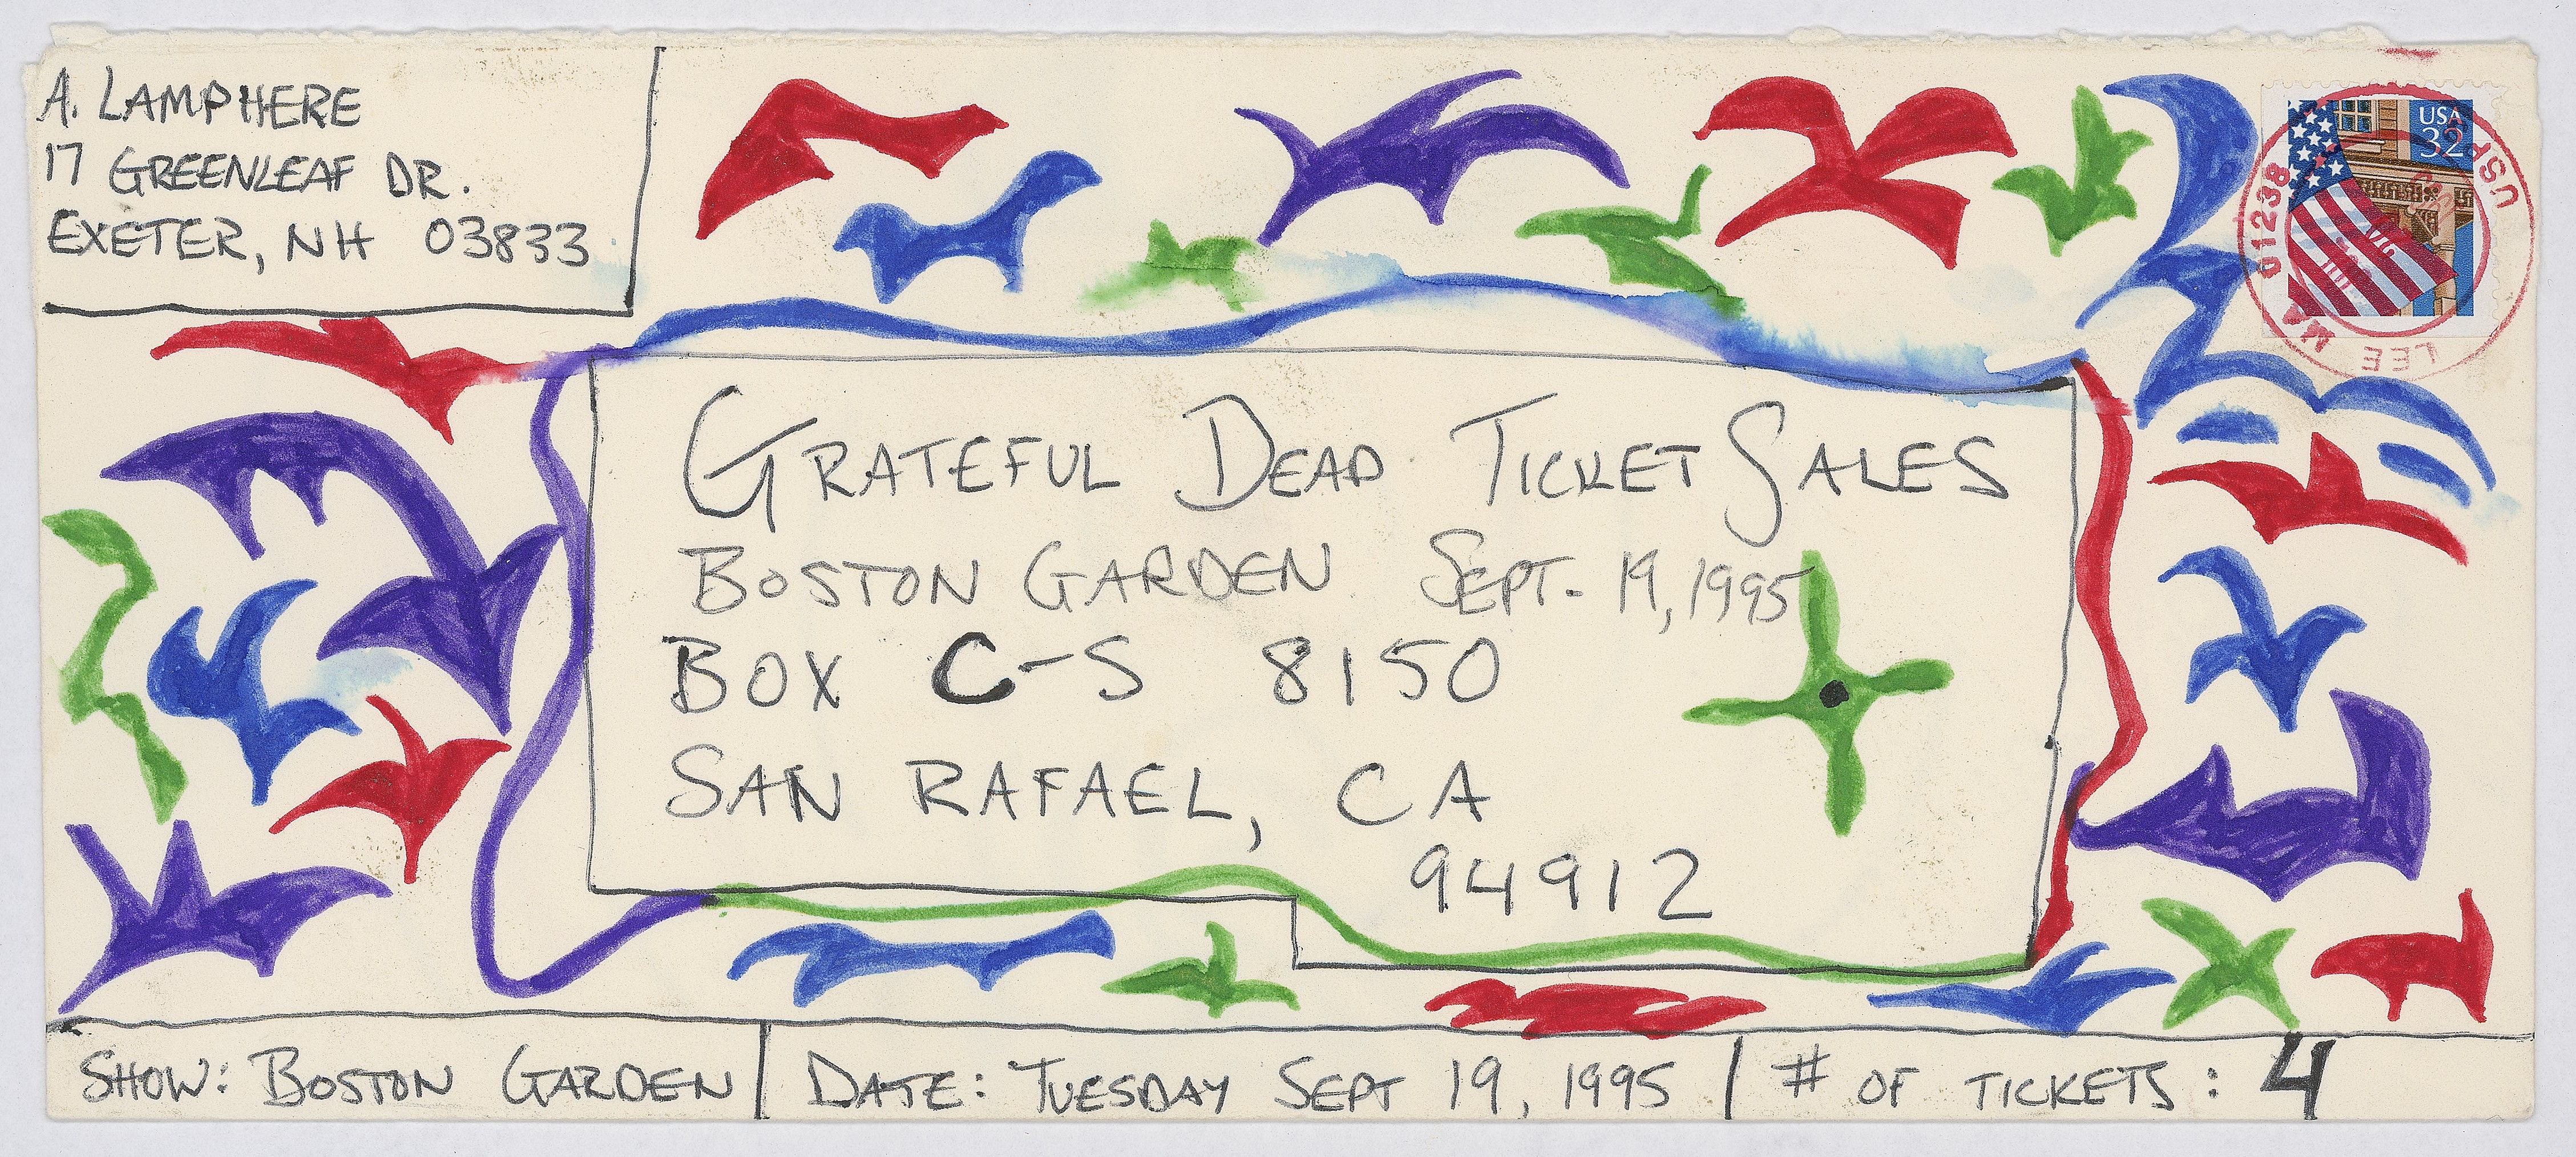 A. LAMPHERE
17 GREENLEAF DR.
EXETER, NH 03833
USA
32
USPS
LEE MA 01238
GRATEFUL DEAD TICKET SALES
BOSTON GARDEN SEPT. 19, 1995
BOX C-S 8150
SAN RAFAEL, CA
94912
SHOW: BOSTON GARDEN | DATE: TUESDAY SEPT 19, 1995 | # OF TICKETS: 4